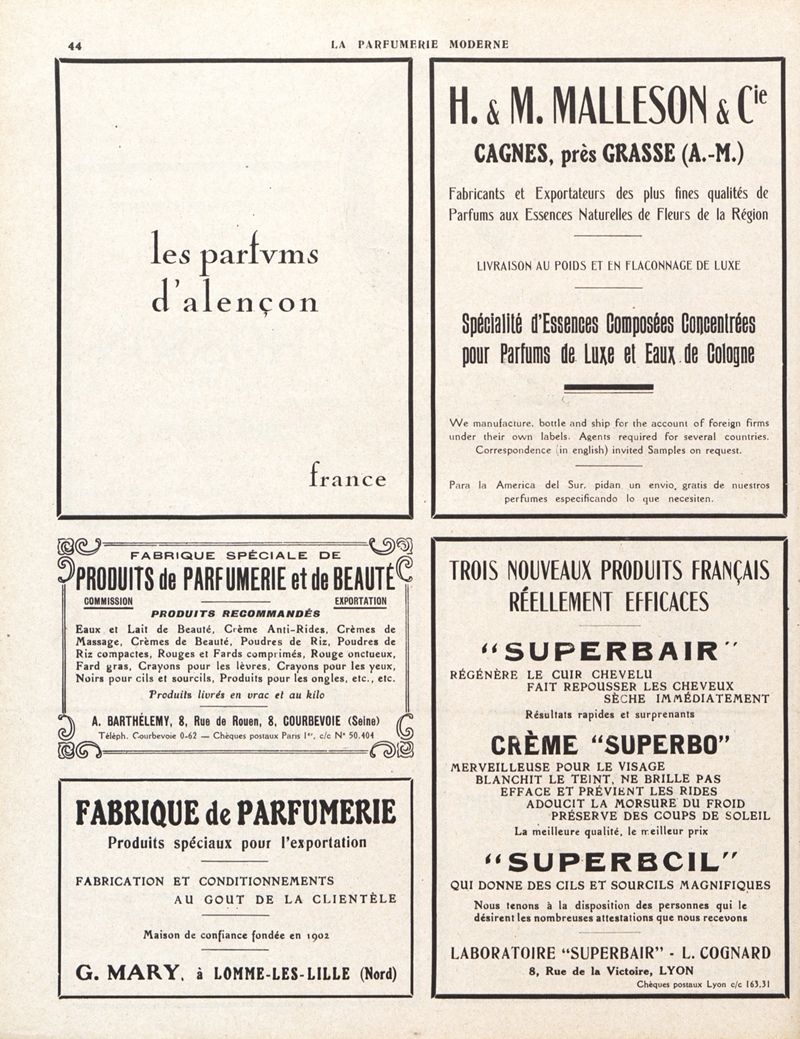 44
LA PARFUMERIE MODERNE
les parfvms
d'alençon
france
H. & M. MALLESON & Cie
CAGNES, près GRASSE (A.-M.)
Fabricants et Exportateurs des plus fines qualités de
Parfums aux Essences Naturelles de Fleurs de la Région
LIVRAISON AU POIDS ET EN FLACONNAGE DE LUXE
Spécialité d'Essences Composées Concentrées
pour Parfums de Luxe et Eaux de Cologne
We manufacture, bottle and ship for the account of foreign firms
under their own labels. Agents required for several countries.
Correspondence (in english) invited Samples on request.
Para la America del Sur, pidan un envio, gratis de nuestros
perfumes especificando lo que necesiten.
FABRIQUE SPÉCIALE DE
PRODUITS de PARFUMERIE et de BEAUTÉ
COMMISSION EXPORTATION
PRODUITS RECOMMANDÉS
Eaux et Lait de Beauté, Crème Anti-Rides, Crèmes de
Massage, Crèmes de Beauté, Poudres de Riz, Poudres de
Riz compactes, Rouges et Fards comprimés, Rouge onctueux,
Fard gras, Crayons pour les lèvres, Crayons pour les yeux,
Noirs pour cils et sourcils, Produits pour les ongles, etc., etc.
Produits livrés en vrac et au kilo
A. BARTHÉLEMY, 8, Rue de Rouen, 8, COURBEVOIE (Seine)
Téléph. Courbevoie 0-62 — Chèques postaux Paris 1er, c/c N° 50.404
FABRIQUE de PARFUMERIE
Produits spéciaux pour l'exportation
FABRICATION ET CONDITIONNEMENTS
AU GOUT DE LA CLIENTÈLE
Maison de confiance fondée en 1902
G. MARY, à LOMME-LES-LILLE (Nord)
TROIS NOUVEAUX PRODUITS FRANÇAIS
RÉELLEMENT EFFICACES
"SUPERBAIR"
RÉGÉNÈRE LE CUIR CHEVELU
FAIT REPOUSSER LES CHEVEUX
SÈCHE IMMÉDIATEMENT
Résultats rapides et surprenants
CRÈME "SUPERBO"
MERVEILLEUSE POUR LE VISAGE
BLANCHIT LE TEINT, NE BRILLE PAS
EFFACE ET PRÉVIENT LES RIDES
ADOUCIT LA MORSURE DU FROID
PRÉSERVE DES COUPS DE SOLEIL
La meilleure qualité, le meilleur prix
"SUPERBCIL"
QUI DONNE DES CILS ET SOURCILS MAGNIFIQUES
Nous tenons à la disposition des personnes qui le
désirent les nombreuses attestations que nous recevons
LABORATOIRE "SUPERBAIR" - L. COGNARD
8, Rue de la Victoire, LYON
Chèques postaux Lyon c/c 163.31